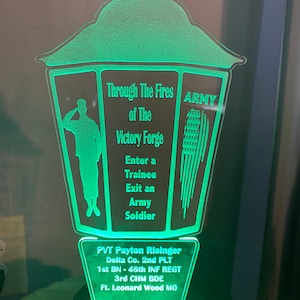 Through The Fires
of The
Victory Forge
Enter a
Trainee
Exit an
Army
Soldier
ARMY
PVT Payton Risinger
Delta Co. 2nd PLT
1st BN - 48th INF REGT
3rd CHM BDE
Ft. Leonard Wood MO